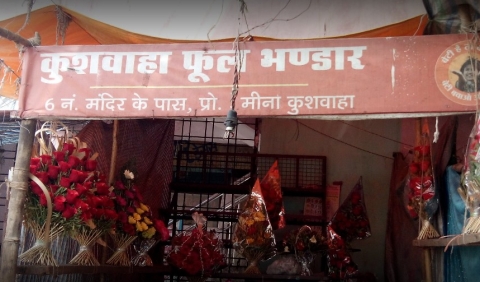 कुशवाहा फूल भण्डार
6 नं. मंदिर के पास, प्रो. मीना कुशवाहा